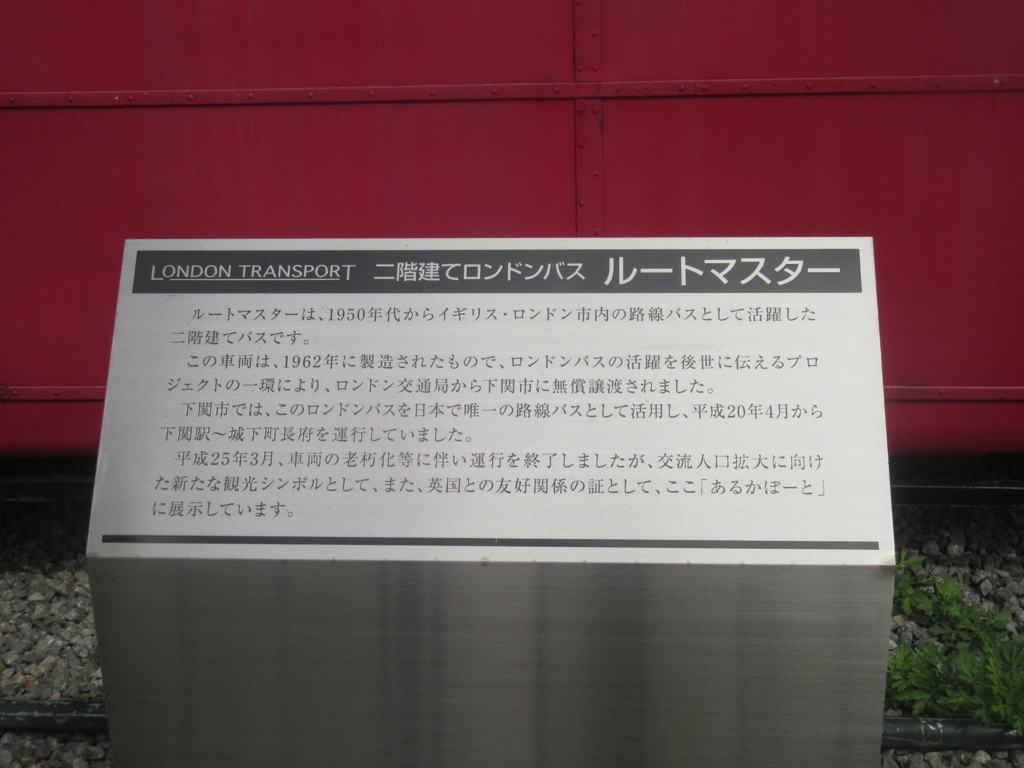 LONDON TRANSPORT 二階建てロンドンバス ルートマスター
ルートマスターは、1950年代からイギリス・ロンドン市内の路線バスとして活躍した
二階建てバスです。
この車両は、1962年に製造されたもので、ロンドンバスの活躍を後世に伝えるプロ
ジェクトの一環により、ロンドン交通局から下関市に無償譲渡されました。
下関市では、このロンドンバスを日本で唯一の路線バスとして活用し、平成20年4月から
下関駅～城下町長府を運行していました。
平成25年3月、車両の老朽化等に伴い運行を終了しましたが、交流人口拡大に向け
た新たな観光シンボルとして、また、英国との友好関係の証として、ここ「あるかぽーと」
に展示しています。